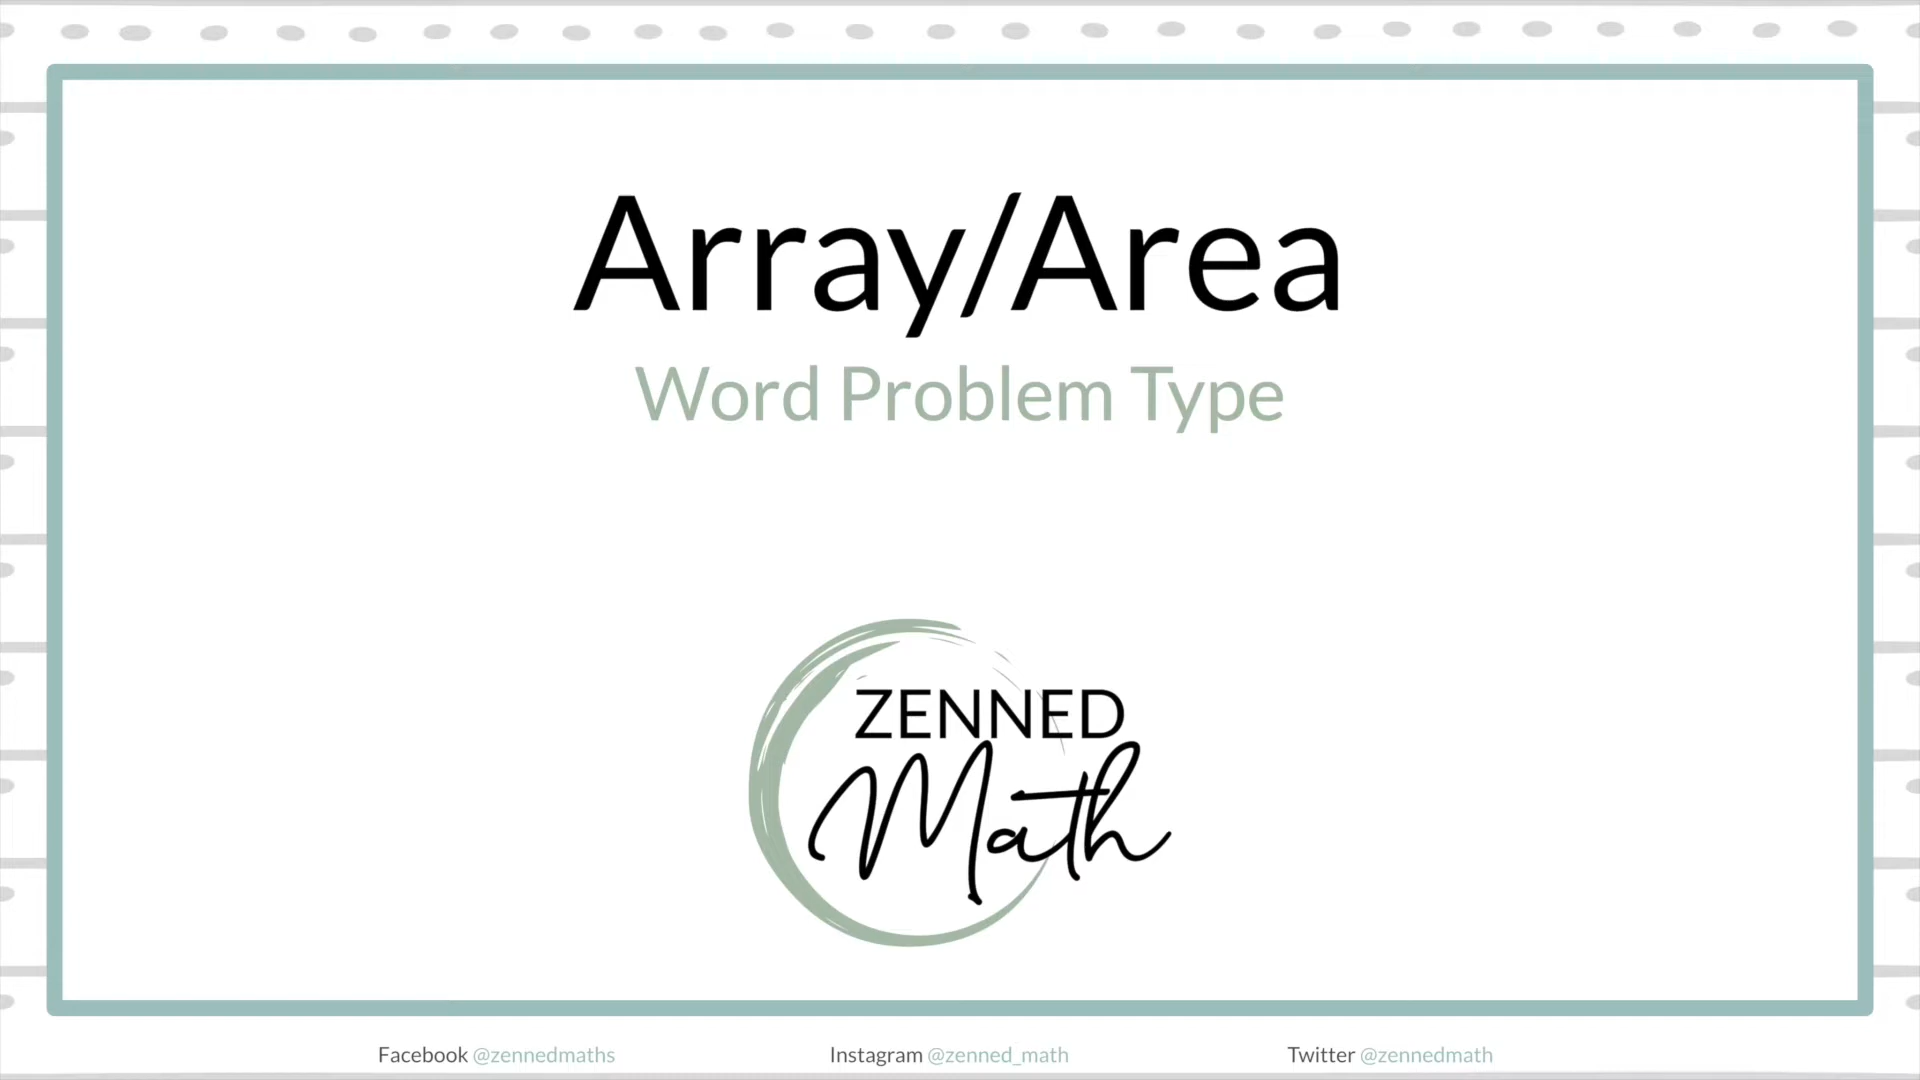 Array/Area
Word Problem Type
ZENNED
Math
Facebook @zennedmaths
Instagram @zenned_math
Twitter @zennedmath